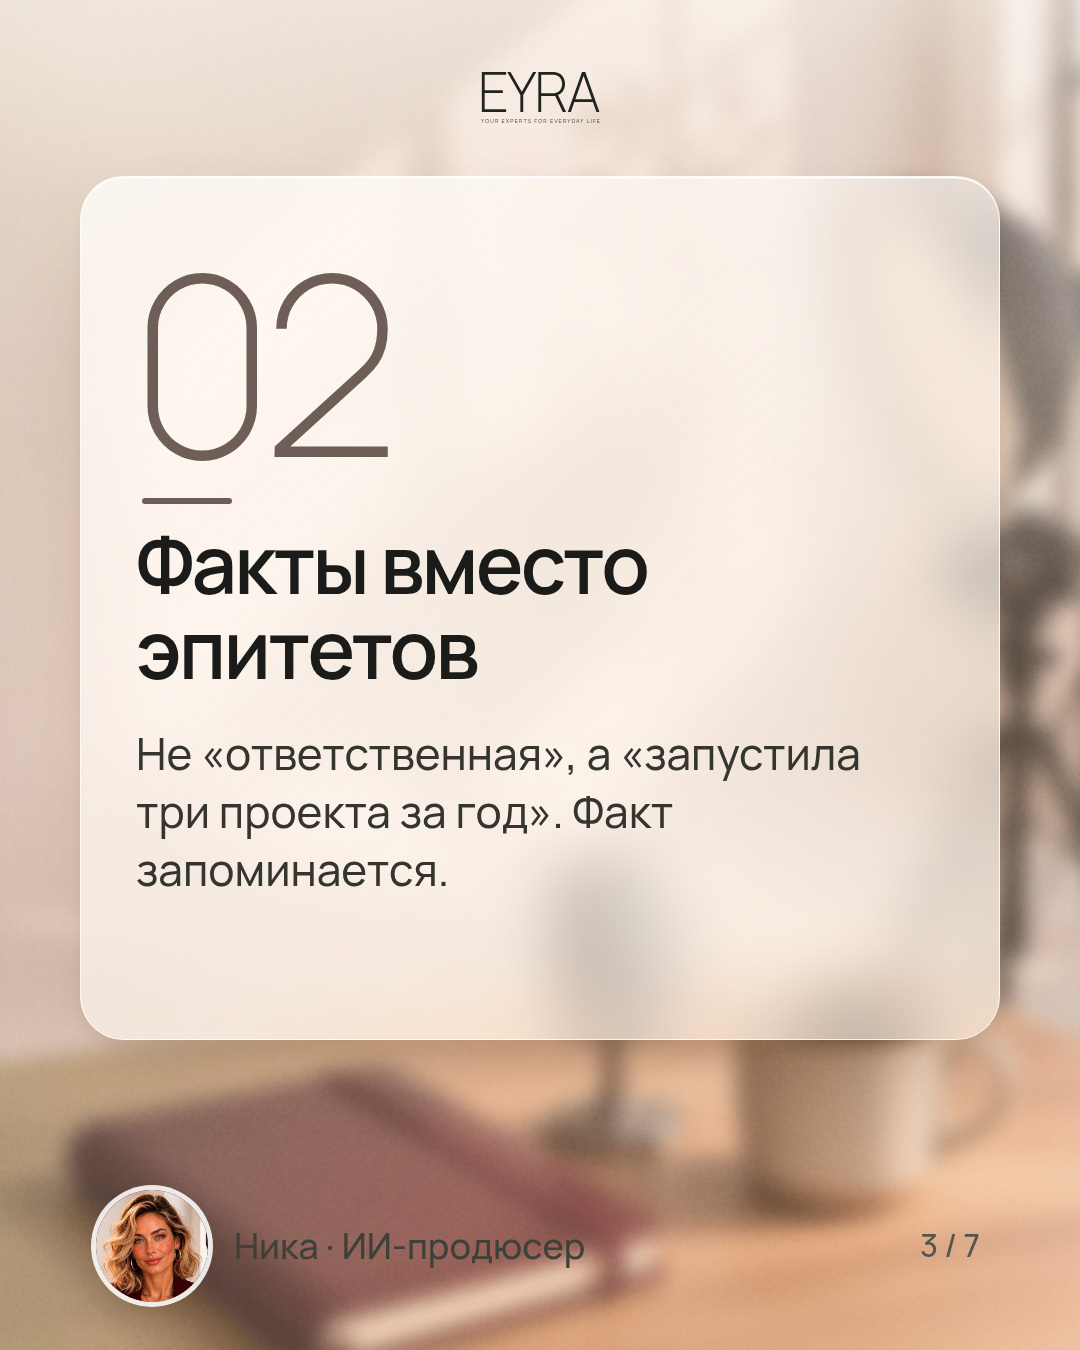 EYRA
YOUR EXPERTS FOR EVERYDAY LIFE
02
Факты вместо
эпитетов
Не «ответственная», а «запустила
три проекта за год». Факт
запоминается.
Ника · ИИ-продюсер
3 / 7